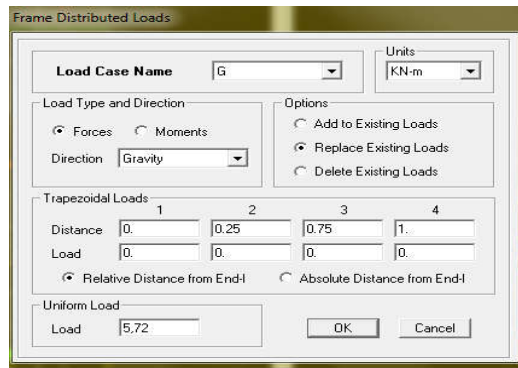 Frame Distributed Loads
Units
Load Case Name G KN-m
Load Type and Direction
Forces Moments
Direction Gravity
Options
Add to Existing Loads
Replace Existing Loads
Delete Existing Loads
Trapezoidal Loads
1 2 3 4
Distance 0. 0.25 0.75 1.
Load 0. 0. 0. 0.
Relative Distance from End-I Absolute Distance from End-I
Uniform Load
Load 5,72
OK Cancel